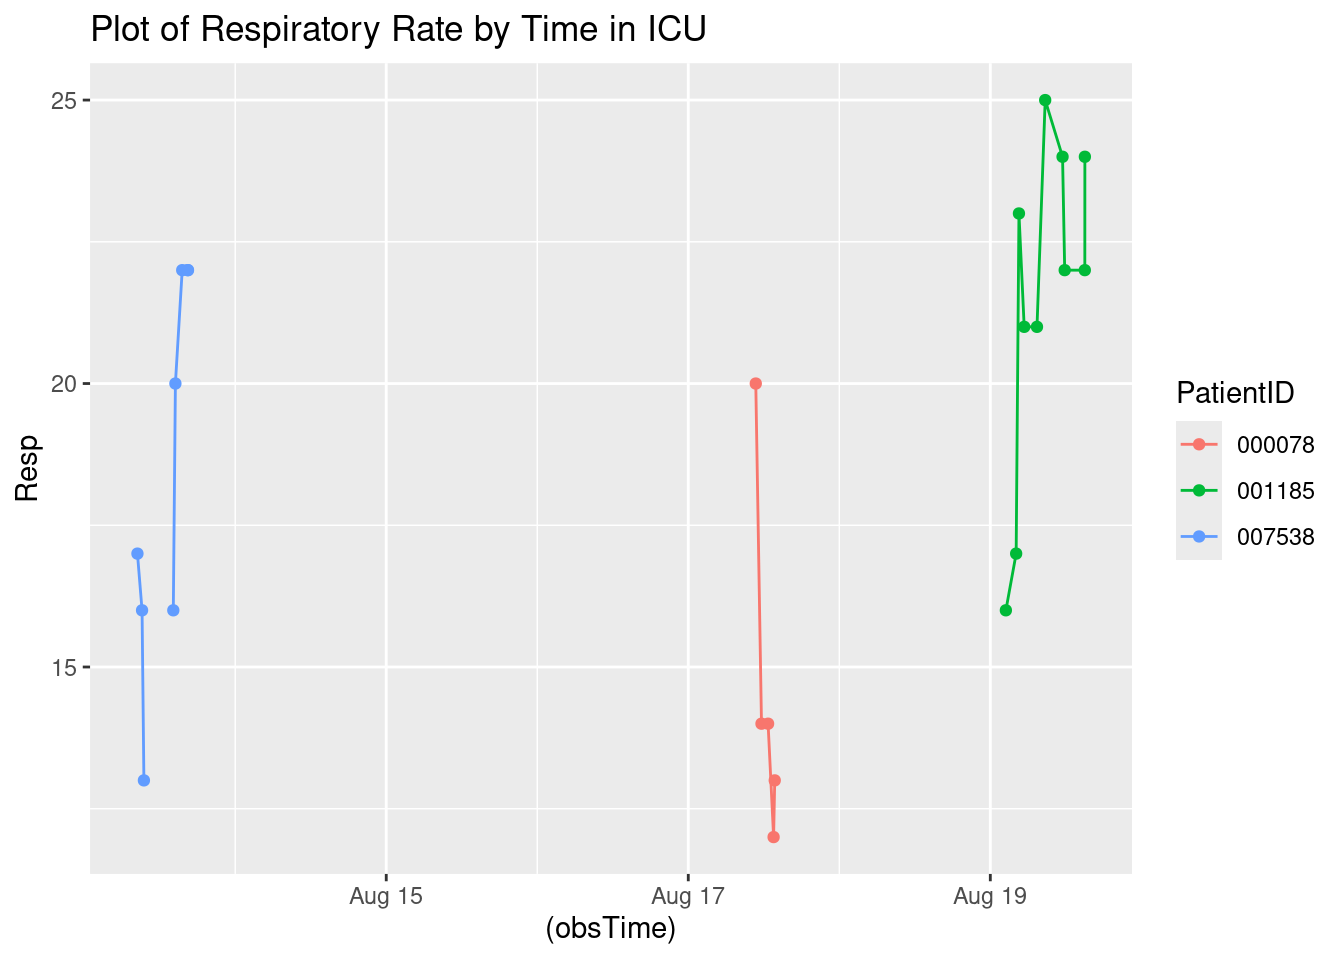 Plot of Respiratory Rate by Time in ICU
25
20
15
Resp
Aug 15
Aug 17
Aug 19
(obsTime)
PatientID
000078
001185
007538